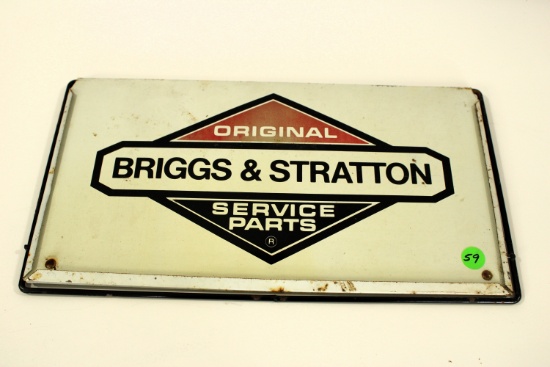 ORIGINAL
BRIGGS & STRATTON
SERVICE
PARTS
®
59